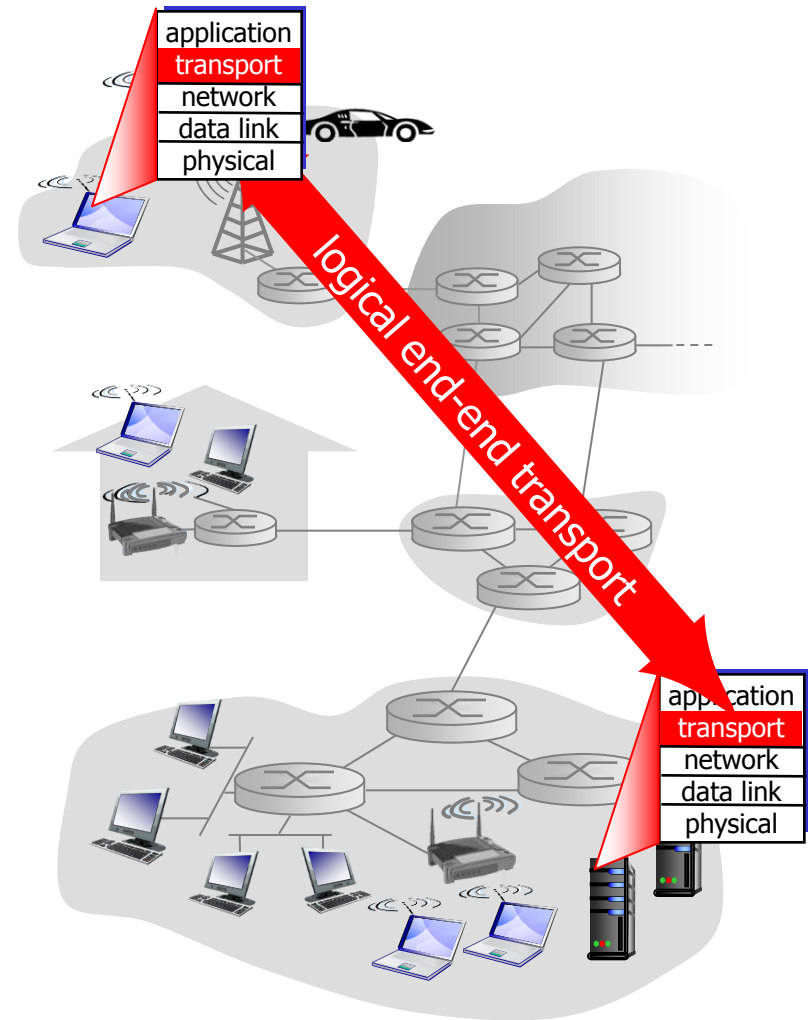 application
transport
network
data link
physical
logical end-end transport
application
transport
network
data link
physical